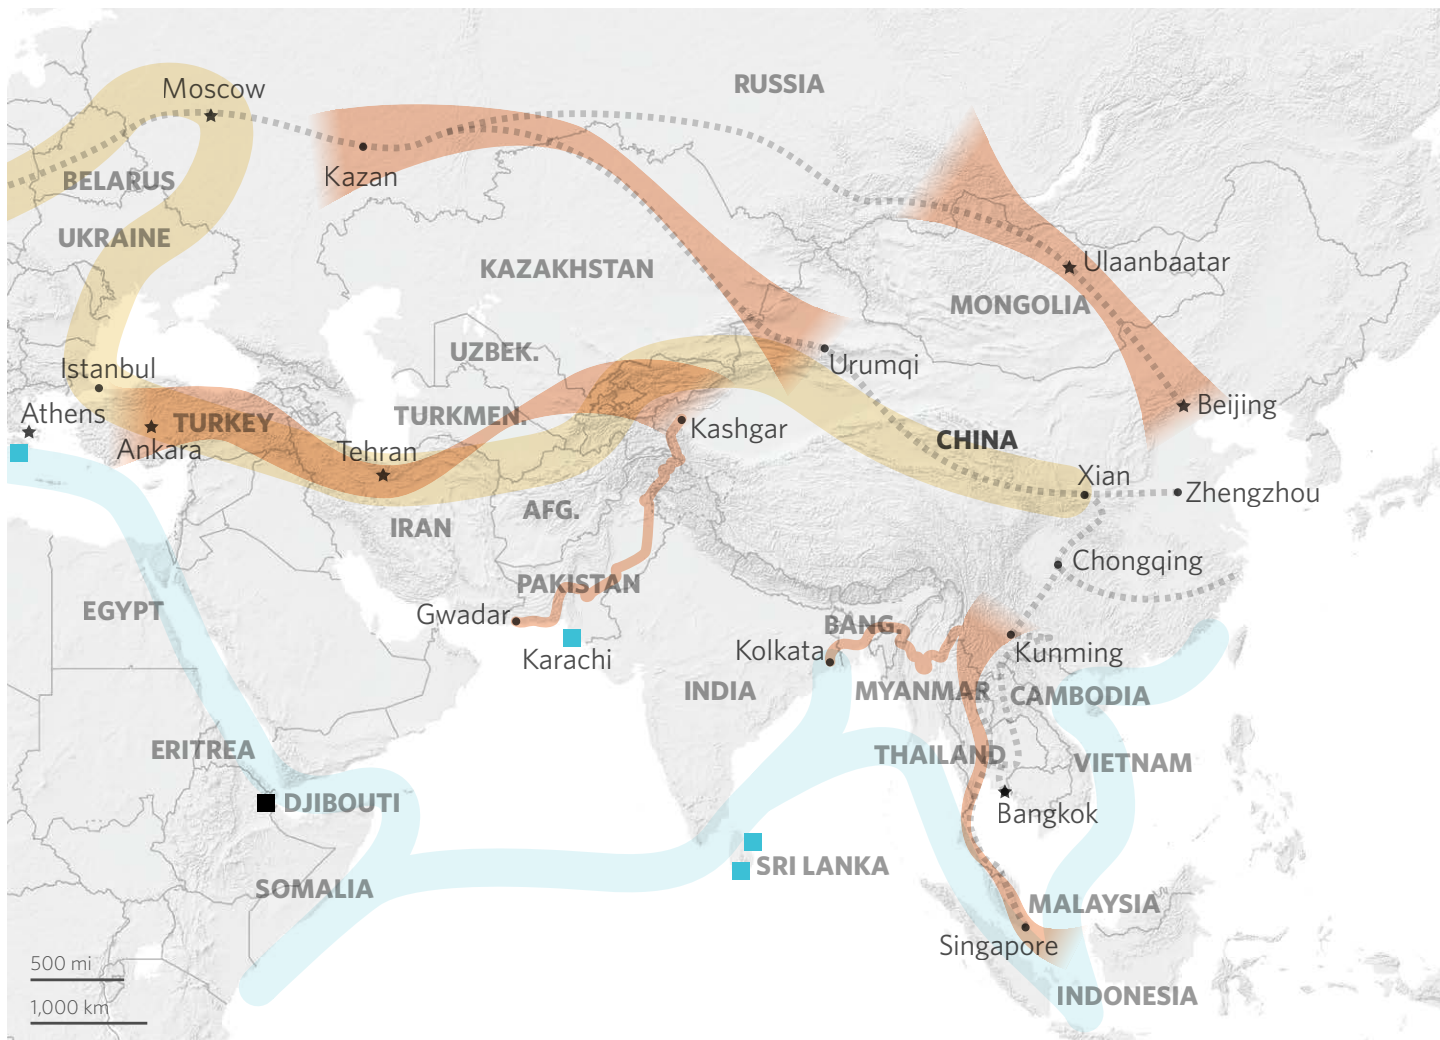 Moscow
RUSSIA
Kazan
BELARUS
UKRAINE
KAZAKHSTAN
Ulaanbaatar
MONGOLIA
UZBEK.
Istanbul
Urumqi
Athens
TURKEY
TURKMEN.
Beijing
Ankara
Tehran
Kashgar
CHINA
Xian
Zhengzhou
AFG.
IRAN
Chongqing
PAKISTAN
EGYPT
Gwadar
BANG.
Karachi
Kolkata
Kunming
INDIA
MYANMAR
CAMBODIA
ERITREA
THAILAND
VIETNAM
DJIBOUTI
Bangkok
SRI LANKA
SOMALIA
MALAYSIA
Singapore
500 mi
INDONESIA
1,000 km